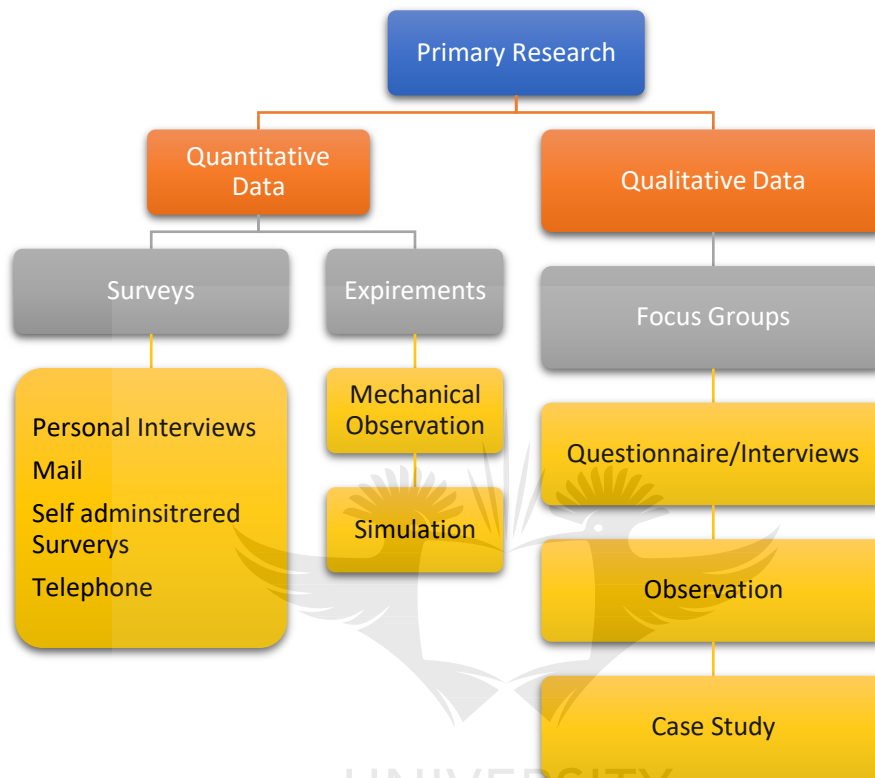 Primary Research
Quantitative
Data
Qualitative Data
Surveys
Expirements
Focus Groups
Personal Interviews
Mail
Self adminsitrered
Surverys
Telephone
Mechanical
Observation
Simulation
Questionnaire/Interviews
Observation
Case Study
UNIVERSITY